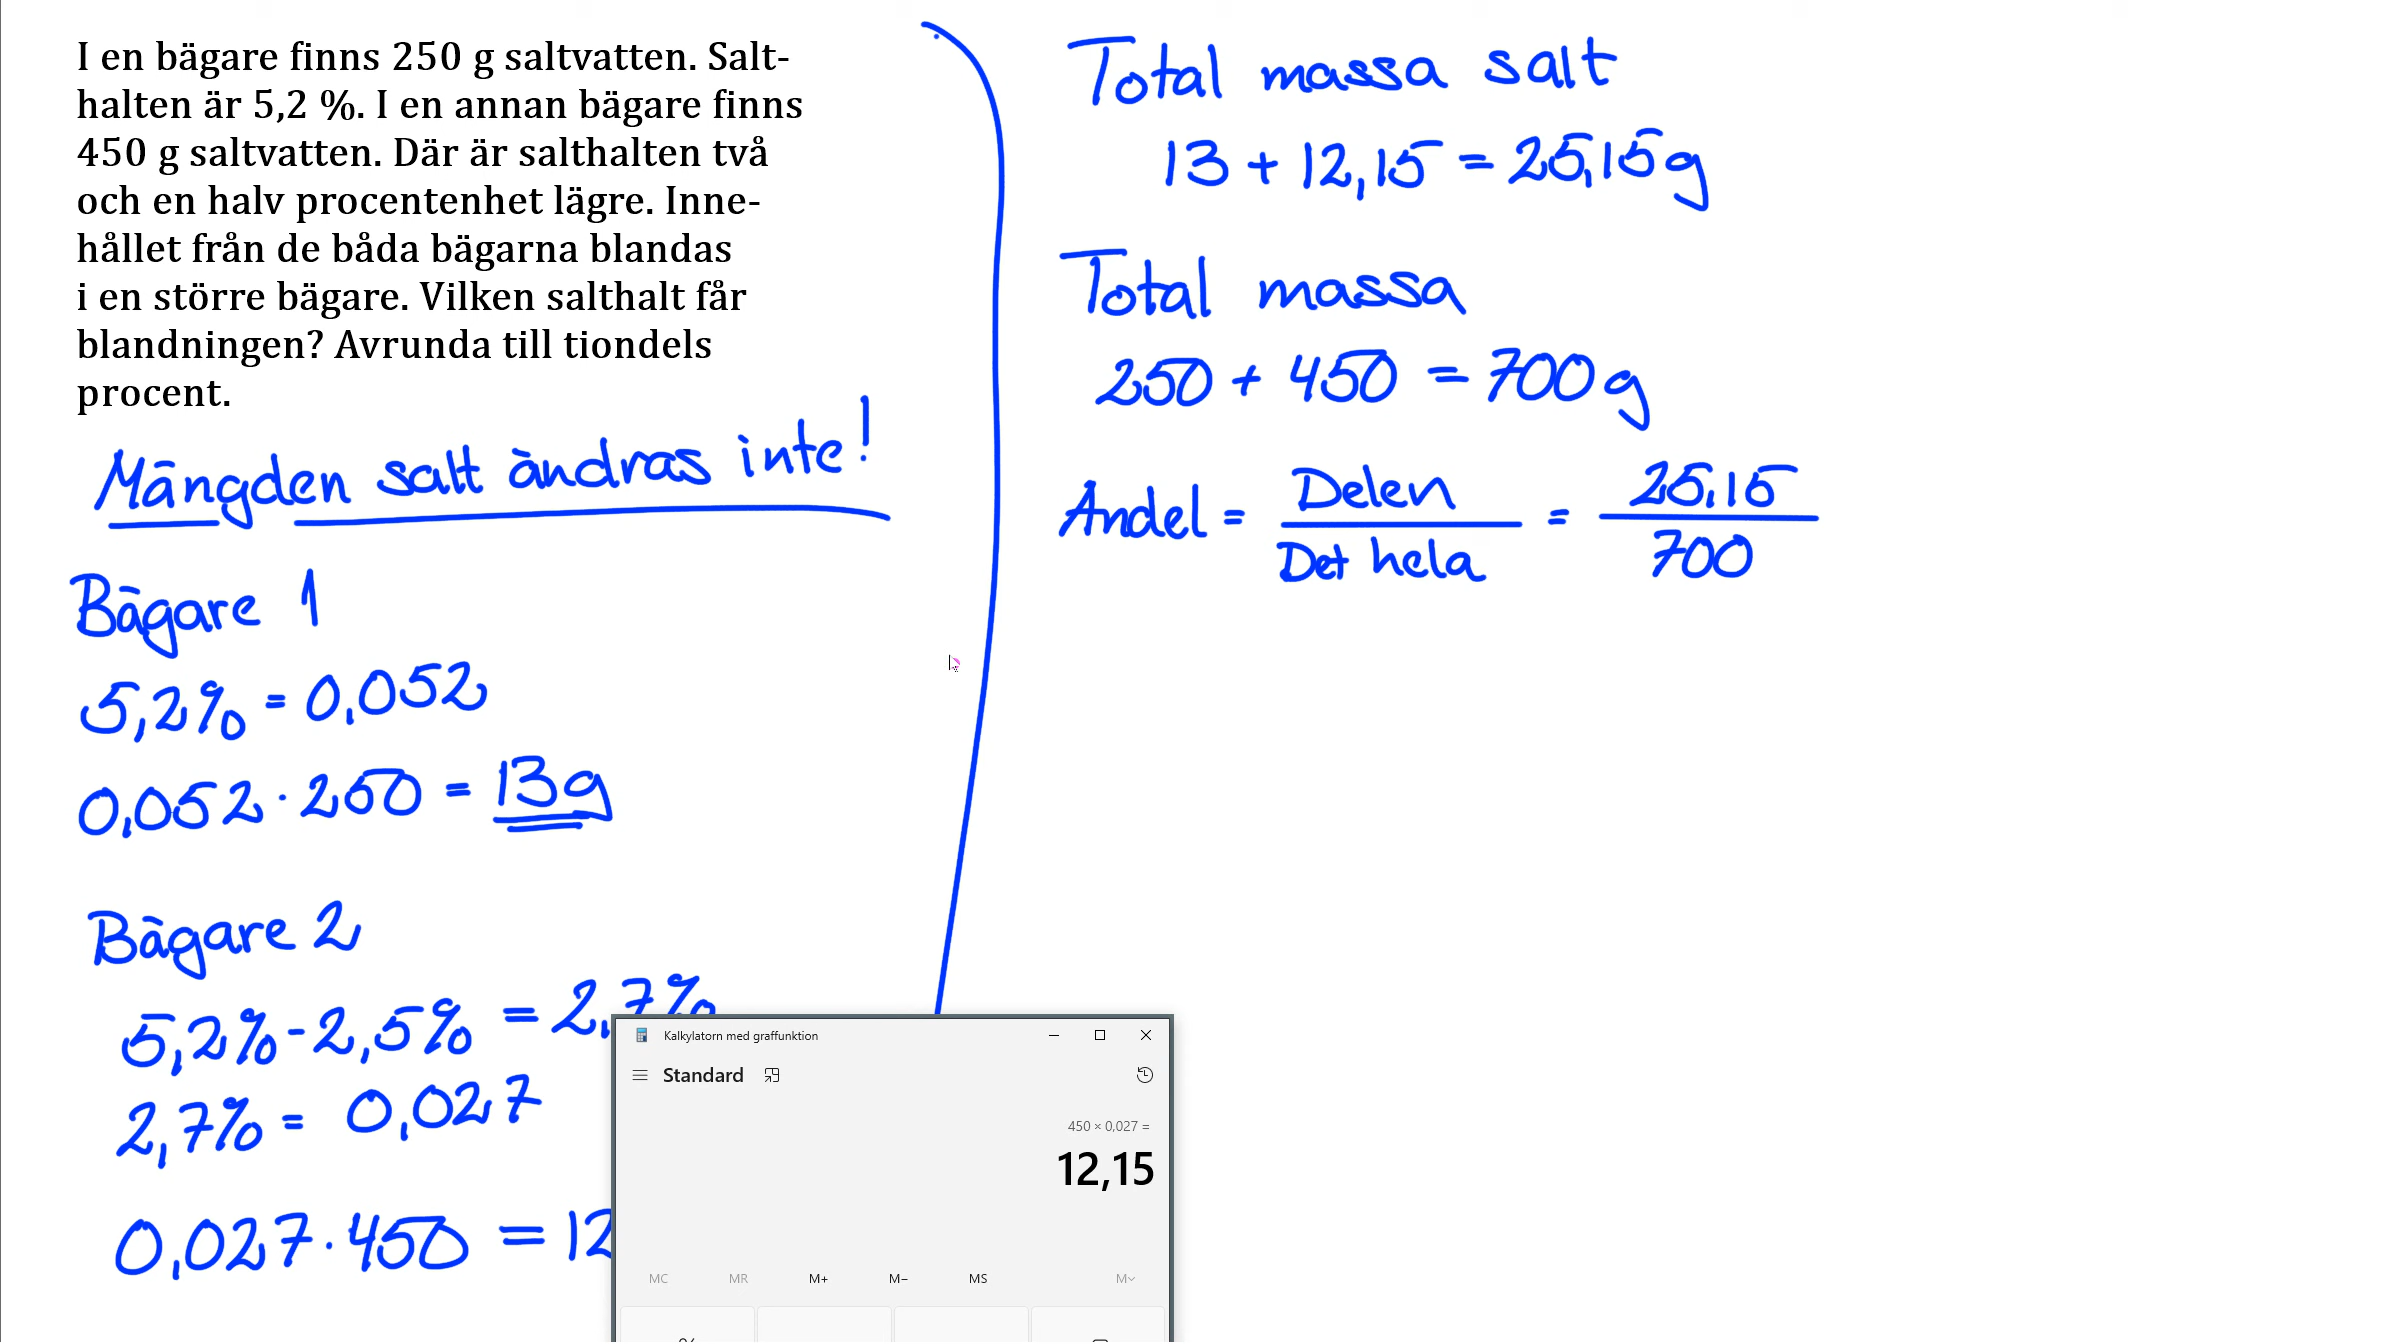 I en bägare finns 250 g saltvatten. Salt-
halten är 5,2 %. I en annan bägare finns
450 g saltvatten. Där är salthalten två
och en halv procentenhet lägre. Inne-
hållet från de båda bägarna blandas
i en större bägare. Vilken salthalt får
blandningen? Avrunda till tiondels
procent.
Mängden salt ändras inte!
Bägare 1
5,2% = 0,052
0,052 · 250 = 13g
Bägare 2
5,2% - 2,5% = 2,7%
2,7% = 0,027
0,027 · 450 = 12
Total massa salt
13 + 12,15 = 25,15g
Total massa
250 + 450 = 700g
Andel = Delen / Det hela = 25,15 / 700
Kalkylatorn med graffunktion
Standard
450 × 0,027 =
12,15
MC MR M+ M− MS M˅